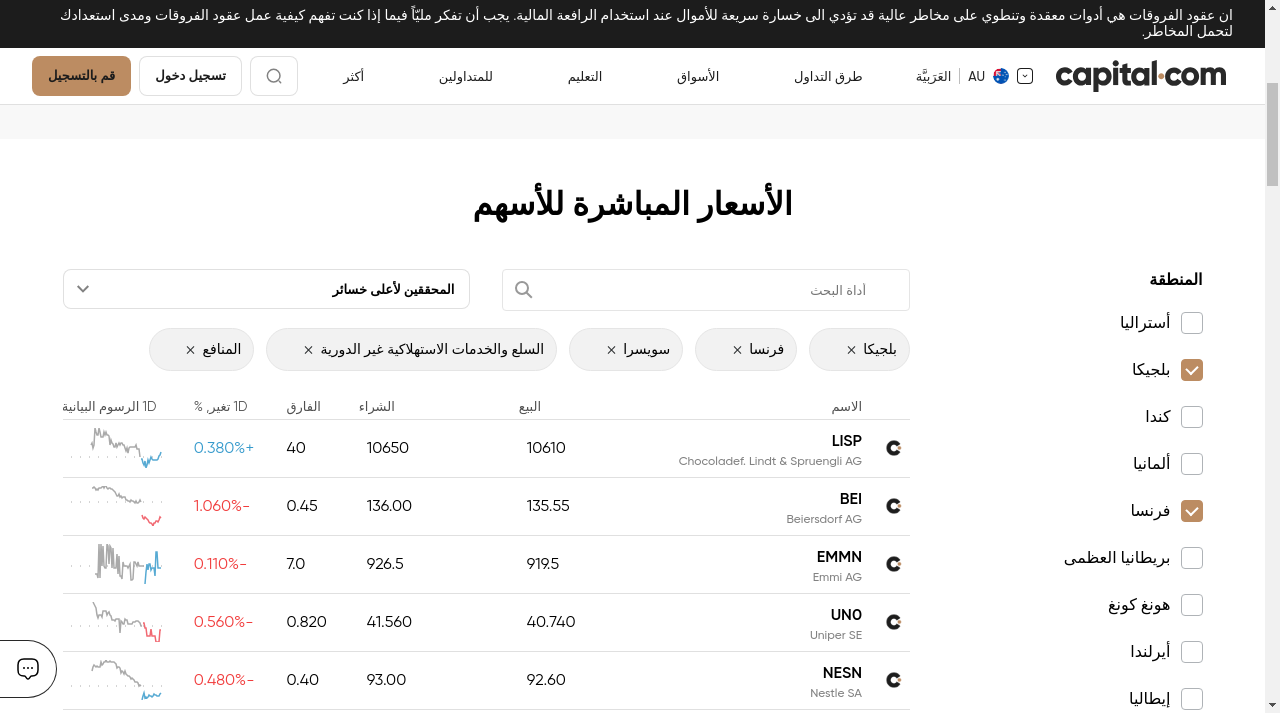 ان عقود الفروقات هي أدوات معقدة وتنطوي على مخاطر عالية قد تؤدي الى خسارة سريعة للأموال عند استخدام الرافعة المالية. يجب أن تفكر مليّاً فيما إذا كنت تفهم كيفية عمل عقود الفروقات ومدى استعدادك
لتحمل المخاطر.
capital.com
AU العَرَبيَّة
طرق التداول
الأسواق
التعليم
للمتداولين
أكثر
تسجيل دخول
قم بالتسجيل
الأسعار المباشرة للأسهم
المنطقة
أستراليا
بلجيكا
كندا
ألمانيا
فرنسا
بريطانيا العظمى
هونغ كونغ
أيرلندا
إيطاليا
أداة البحث
المحققين لأعلى خسائر
بلجيكا
فرنسا
سويسرا
السلع والخدمات الاستهلاكية غير الدورية
المنافع
الاسم البيع الشراء الفارق 1D تغير, % 1D الرسوم البيانية
LISP 10610 10650 40 0.380%+
Chocoladef. Lindt & Spruengli AG
BEI 135.55 136.00 0.45 1.060%-
Beiersdorf AG
EMMN 919.5 926.5 7.0 0.110%-
Emmi AG
UN0 40.740 41.560 0.820 0.560%-
Uniper SE
NESN 92.60 93.00 0.40 0.480%-
Nestle SA